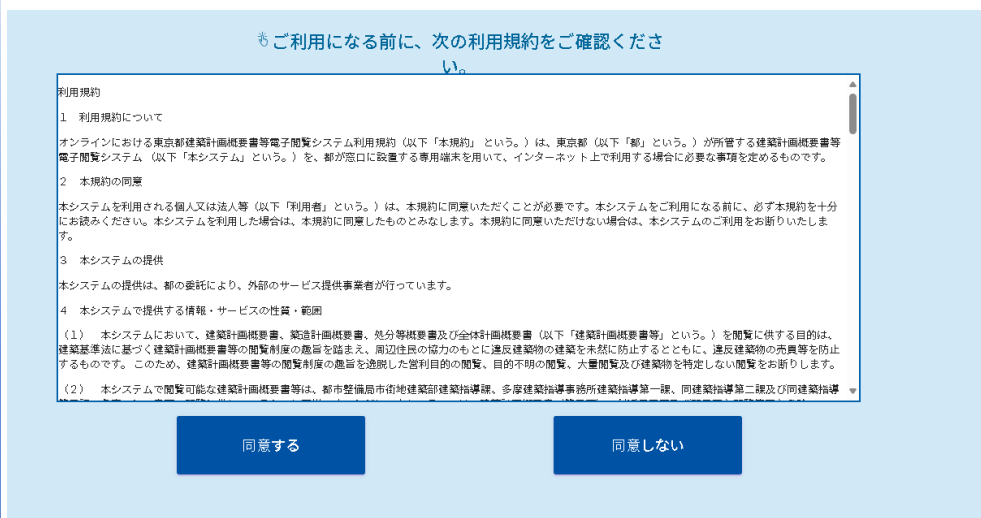 ご利用になる前に、次の利用規約をご確認くださ
い。
利用規約
１　利用規約について
オンラインにおける東京都建築計画概要書等電子閲覧システム利用規約（以下「本規約」 という。）は、東京都（以下「都」という。）が所管する建築計画概要書等
電子閲覧システム （以下「本システム」という。）を、都が窓口に設置する専用端末を用いて、インターネット上で利用する場合に必要な事項を定めるものです。
２　本規約の同意
本システムを利用される個人又は法人等（以下「利用者」という。）は、本規約に同意いただくことが必要です。本システムをご利用になる前に、必ず本規約を十分
にお読みください。本システムを利用した場合は、本規約に同意したものとみなします。本規約に同意いただけない場合は、本システムのご利用をお断りいたしま
す。
３　本システムの提供
本システムの提供は、都の委託により、外部のサービス提供事業者が行っています。
４　本システムで提供する情報・サービスの性質・範囲
（１）　本システムにおいて、建築計画概要書、築造計画概要書、処分等概要書及び全体計画概要書（以下「建築計画概要書等」という。）を閲覧に供する目的は、
建築基準法に基づく建築計画概要書等の閲覧制度の趣旨を踏まえ、周辺住民の協力のもとに違反建築物の建築を未然に防止するとともに、違反建築物の売買等を防止
するものです。 このため、建築計画概要書等の閲覧制度の趣旨を逸脱した営利目的の閲覧、目的不明の閲覧、大量閲覧及び建築物を特定しない閲覧をお断りします。
（２）　本システムで閲覧可能な建築計画概要書等は、都市整備局市街地建築部建築指導課、多摩建築指導事務所建築指導第一課、同建築指導第二課及び同建築指導
同意する
同意しない